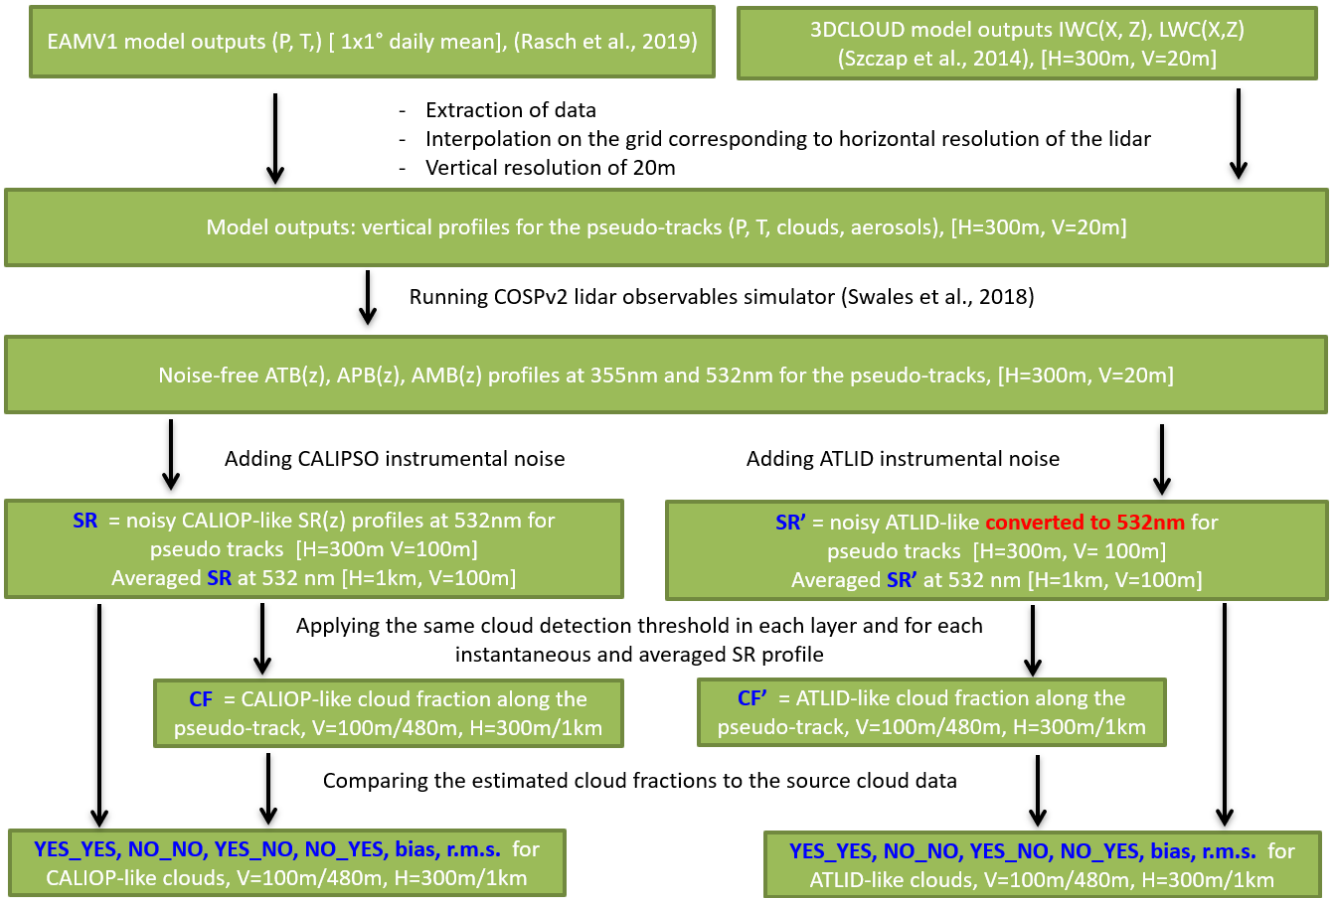 EAMV1 model outputs (P, T,) [ 1x1° daily mean], (Rasch et al., 2019)
3DCLOUD model outputs IWC(X, Z), LWC(X,Z)
(Szczap et al., 2014), [H=300m, V=20m]
- Extraction of data
- Interpolation on the grid corresponding to horizontal resolution of the lidar
- Vertical resolution of 20m
Model outputs: vertical profiles for the pseudo-tracks (P, T, clouds, aerosols), [H=300m, V=20m]
Running COSPv2 lidar observables simulator (Swales et al., 2018)
Noise-free ATB(z), APB(z), AMB(z) profiles at 355nm and 532nm for the pseudo-tracks, [H=300m, V=20m]
Adding CALIPSO instrumental noise
Adding ATLID instrumental noise
SR = noisy CALIOP-like SR(z) profiles at 532nm for
pseudo tracks [H=300m V=100m]
Averaged SR at 532 nm [H=1km, V=100m]
SR’ = noisy ATLID-like converted to 532nm for
pseudo tracks [H=300m, V= 100m]
Averaged SR’ at 532 nm [H=1km, V=100m]
Applying the same cloud detection threshold in each layer and for each
instantaneous and averaged SR profile
CF = CALIOP-like cloud fraction along the
pseudo-track, V=100m/480m, H=300m/1km
CF’ = ATLID-like cloud fraction along the
pseudo-track, V=100m/480m, H=300m/1km
Comparing the estimated cloud fractions to the source cloud data
YES_YES, NO_NO, YES_NO, NO_YES, bias, r.m.s. for
CALIOP-like clouds, V=100m/480m, H=300m/1km
YES_YES, NO_NO, YES_NO, NO_YES, bias, r.m.s. for
ATLID-like clouds, V=100m/480m, H=300m/1km